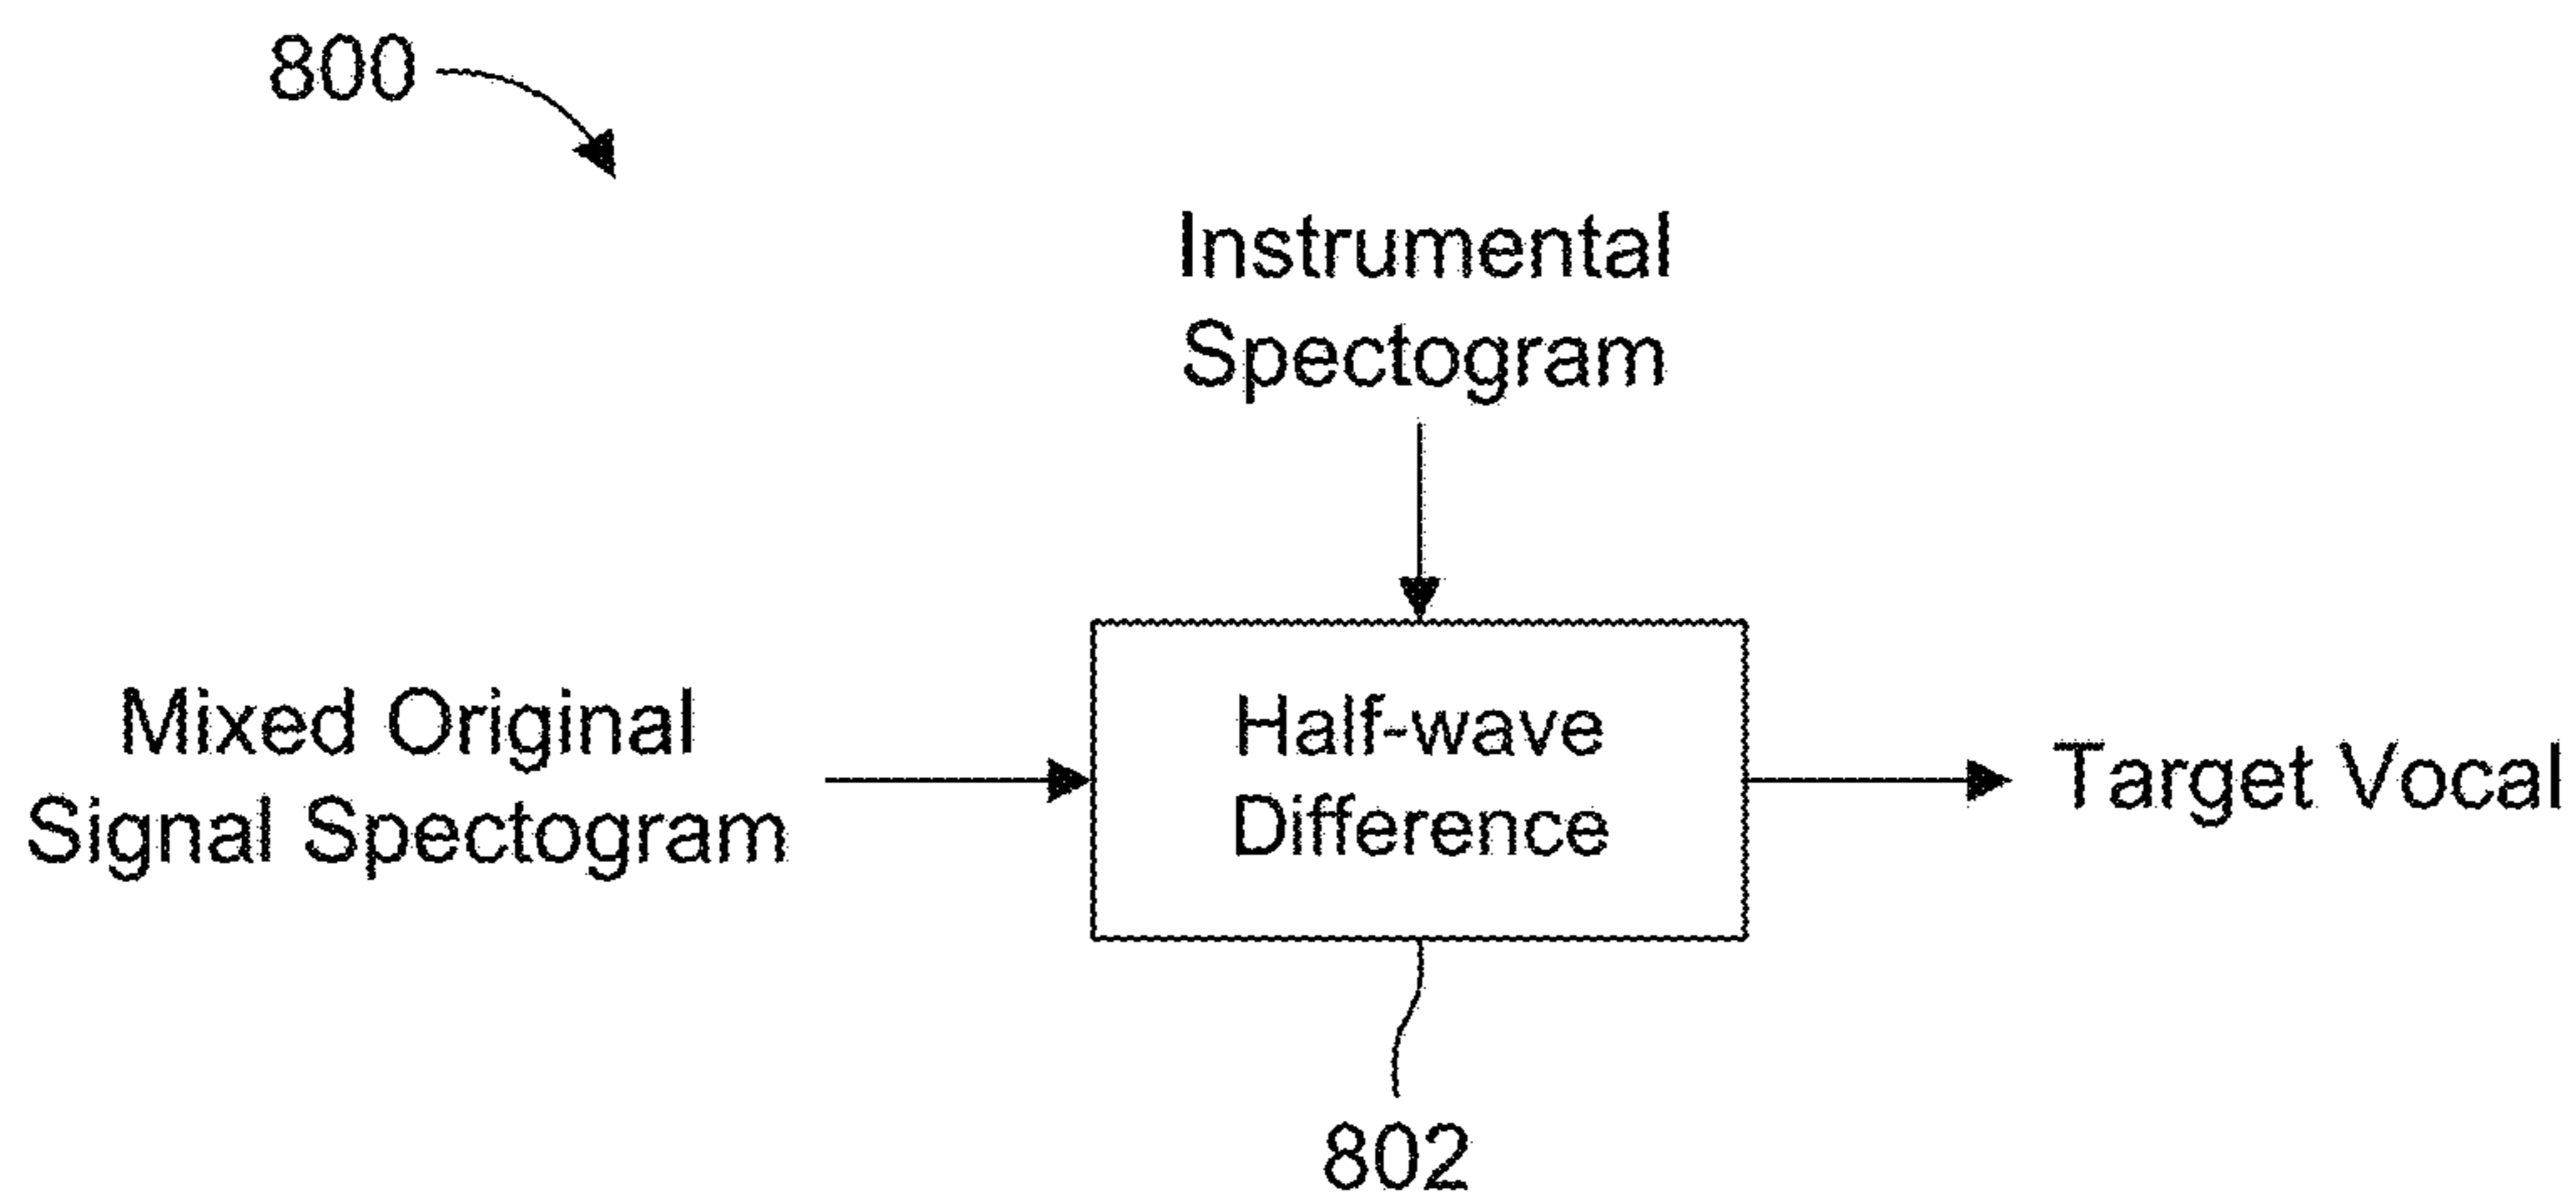 800
Instrumental
Spectogram
Mixed Original
Signal Spectogram
Half-wave
Difference
Target Vocal
802